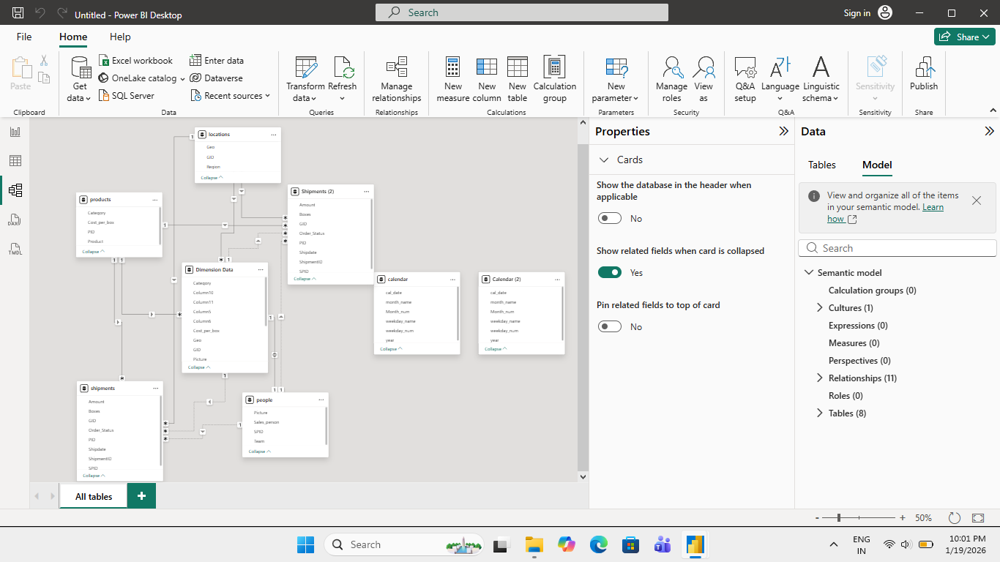 Untitled - Power BI Desktop
Search
Sign in
File
Home
Help
Share
Paste
Clipboard
Get data
Excel workbook
OneLake catalog
SQL Server
Enter data
Dataverse
Recent sources
Data
Transform data
Refresh
Queries
Manage relationships
Relationships
New measure
New column
New table
Calculation group
Calculations
New parameter
Parameters
Manage roles
View as
Security
Q&A setup
Language
Linguistic schema
Q&A
Sensitivity
Sensitivity
Publish
Share
DAX
TMDL
locations
Geo
GID
Region
Collapse
products
Category
Cost_per_box
PID
Product
Collapse
Shipments (2)
Amount
Boxes
GID
Order_Status
PID
Shipdate
ShipmentID
SPID
Collapse
Dimension Data
Category
Column10
Column11
Column5
Column6
Cost_per_box
Geo
GID
Picture
Collapse
calendar
cal_date
month_name
Month_num
weekday_name
weekday_num
year
Collapse
Calendar (2)
cal_date
month_name
Month_num
weekday_name
weekday_num
year
Collapse
shipments
Amount
Boxes
GID
Order_Status
PID
Shipdate
ShipmentID
SPID
Collapse
people
Picture
Sales_person
SPID
Team
Collapse
1
1
1
1
1
1
1
1
1
1
1
*
*
*
*
*
*
*
*
*
All tables
+
Properties
Cards
Show the database in the header when
applicable
No
Show related fields when card is collapsed
Yes
Pin related fields to top of card
No
Data
Tables
Model
View and organize all of the items
in your semantic model. Learn
how
Search
Semantic model
Calculation groups (0)
Cultures (1)
Expressions (0)
Measures (0)
Perspectives (0)
Relationships (11)
Roles (0)
Tables (8)
- + 50%
Search
ENG
IN
10:01 PM
1/19/2026